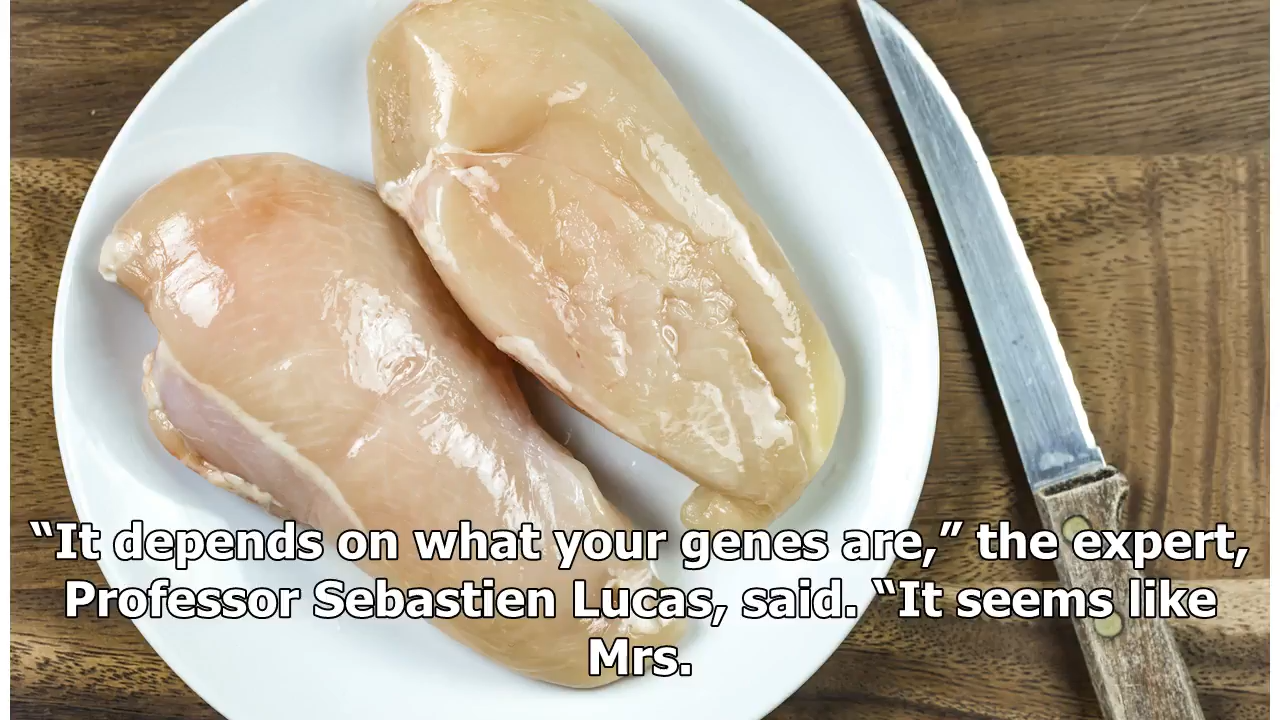 “It depends on what your genes are,” the expert,
Professor Sebastien Lucas, said. “It seems like
Mrs.